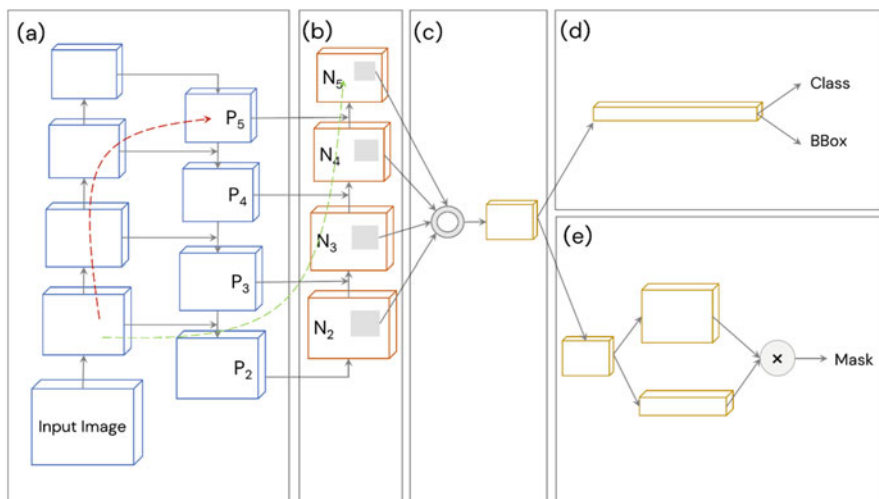 (a)
P₅
P₄
P₃
P₂
Input Image
(b)
N₅
N₄
N₃
N₂
(c)
(d)
Class
BBox
(e)
×
Mask